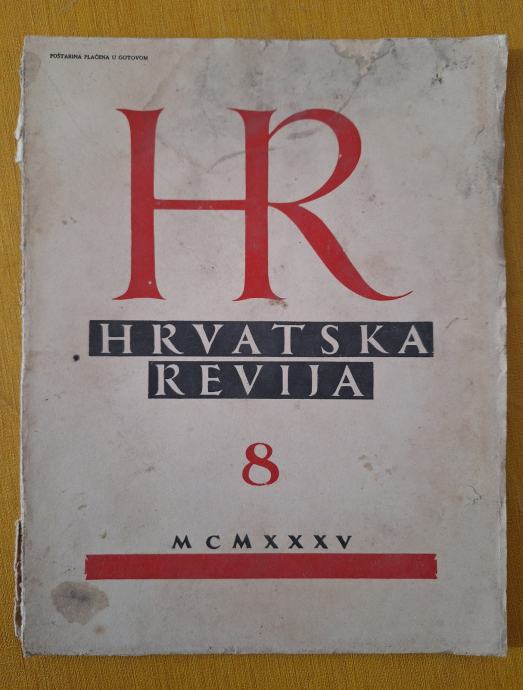 POŠTARINA PLAĆENA U GOTOVOM
HR
HRVATSKA
REVIJA
8
MCMXXXV